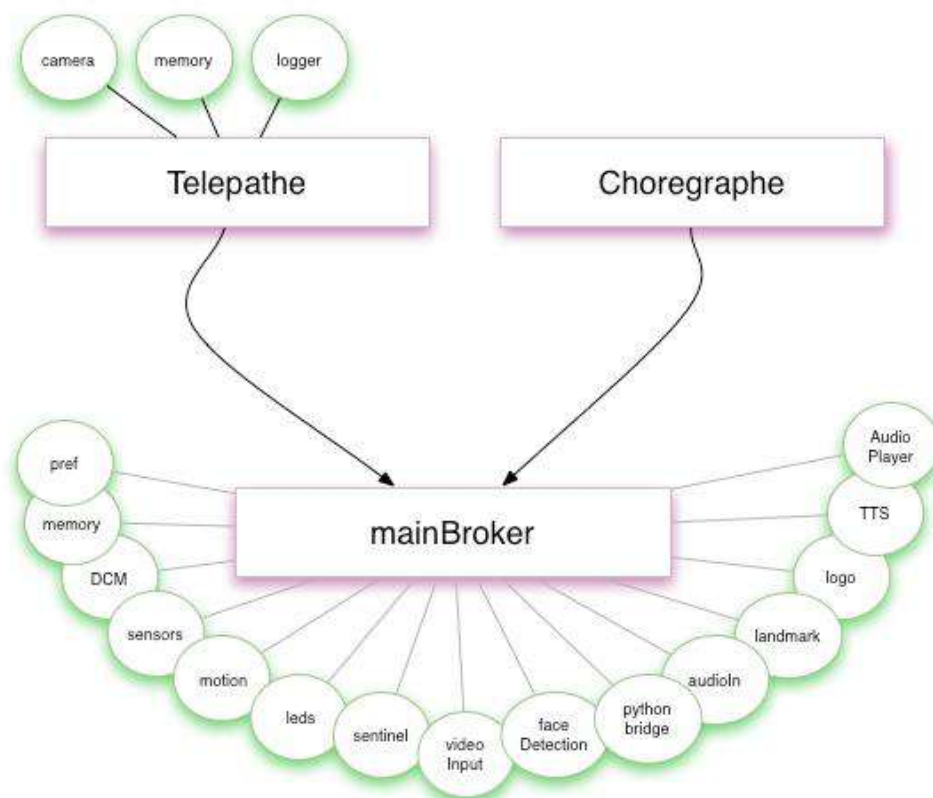 camera
memory
logger
Telepathe
Choregraphe
mainBroker
pref
memory
DCM
sensors
motion
leds
sentinel
video
Input
face
Detection
python
bridge
audioIn
landmark
logo
TTS
Audio
Player